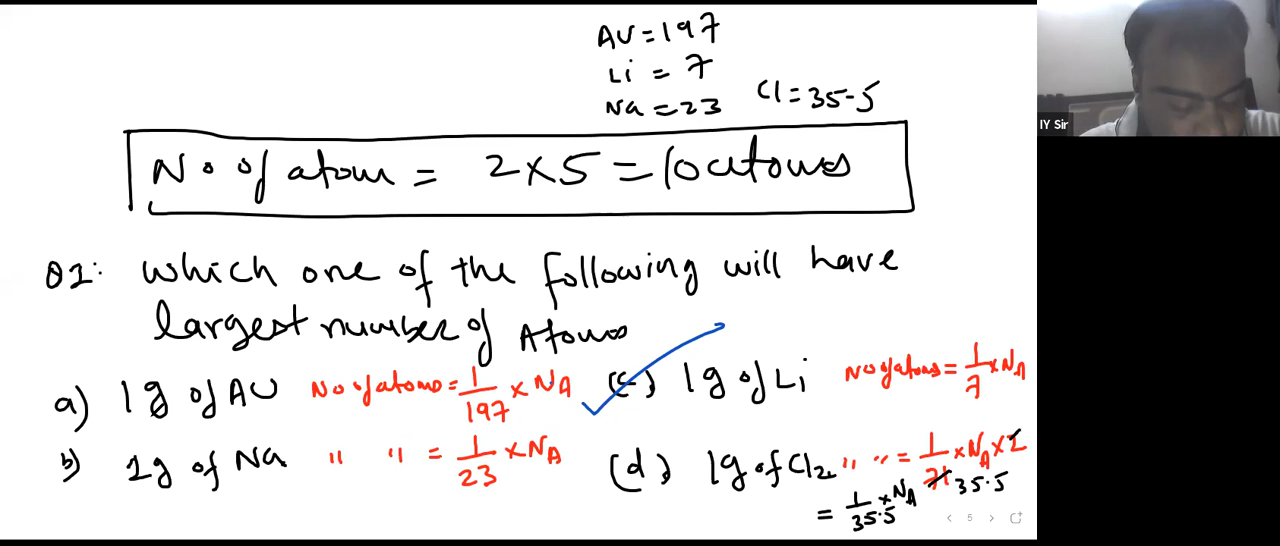 AU = 197
Li = 7
Na = 23 Cl = 35-5
IY Sir
No of atom = 2×5 = 10 atoms
Q1: which one of the following will have
largest number of Atoms
a) 1g of AU No of atoms = 1/197 × NA (c) 1g of Li No of atoms = 1/7 × NA
b) 1g of Na " " = 1/23 × NA (d) 1g of Cl2 " " = 1/71 × NA × 2
35.5
= 1/35.5 × NA
< 5 >